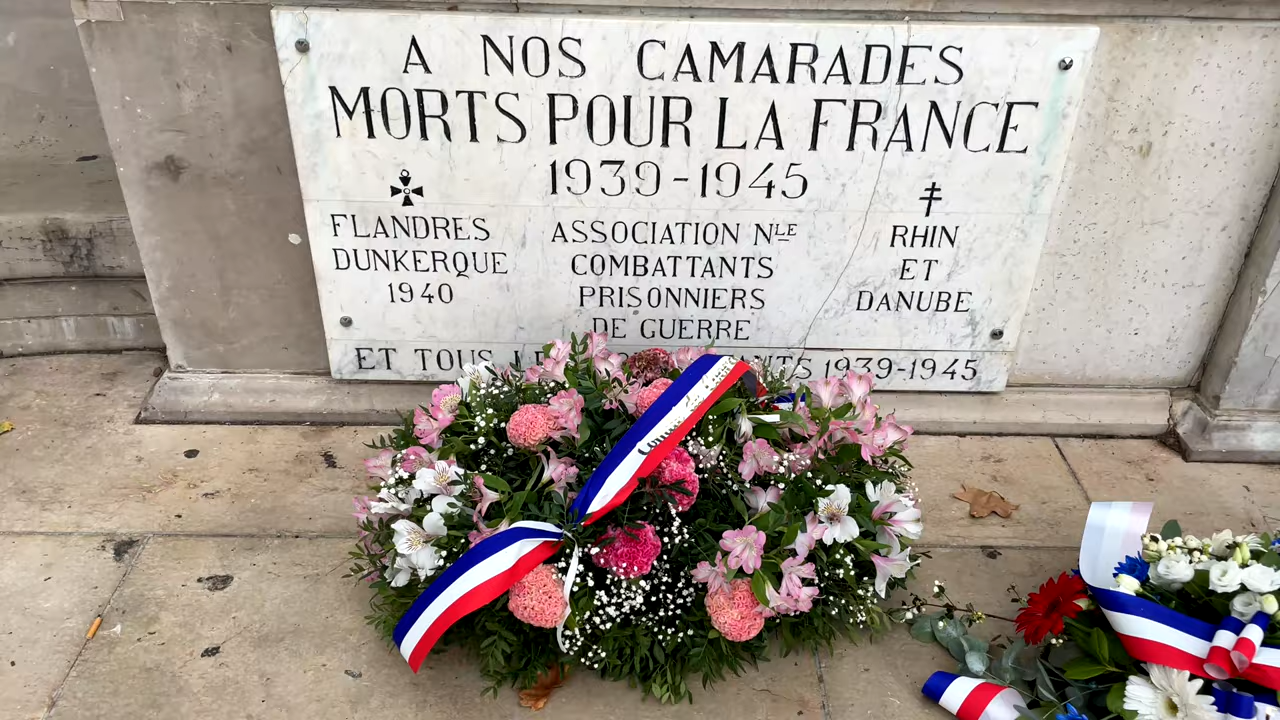 A NOS CAMARADES
MORTS POUR LA FRANCE
1939-1945
FLANDRES
DUNKERQUE
1940
ASSOCIATION NLE
COMBATTANTS
PRISONNIERS
DE GUERRE
RHIN
ET
DANUBE
ET TOUS 1939-1945